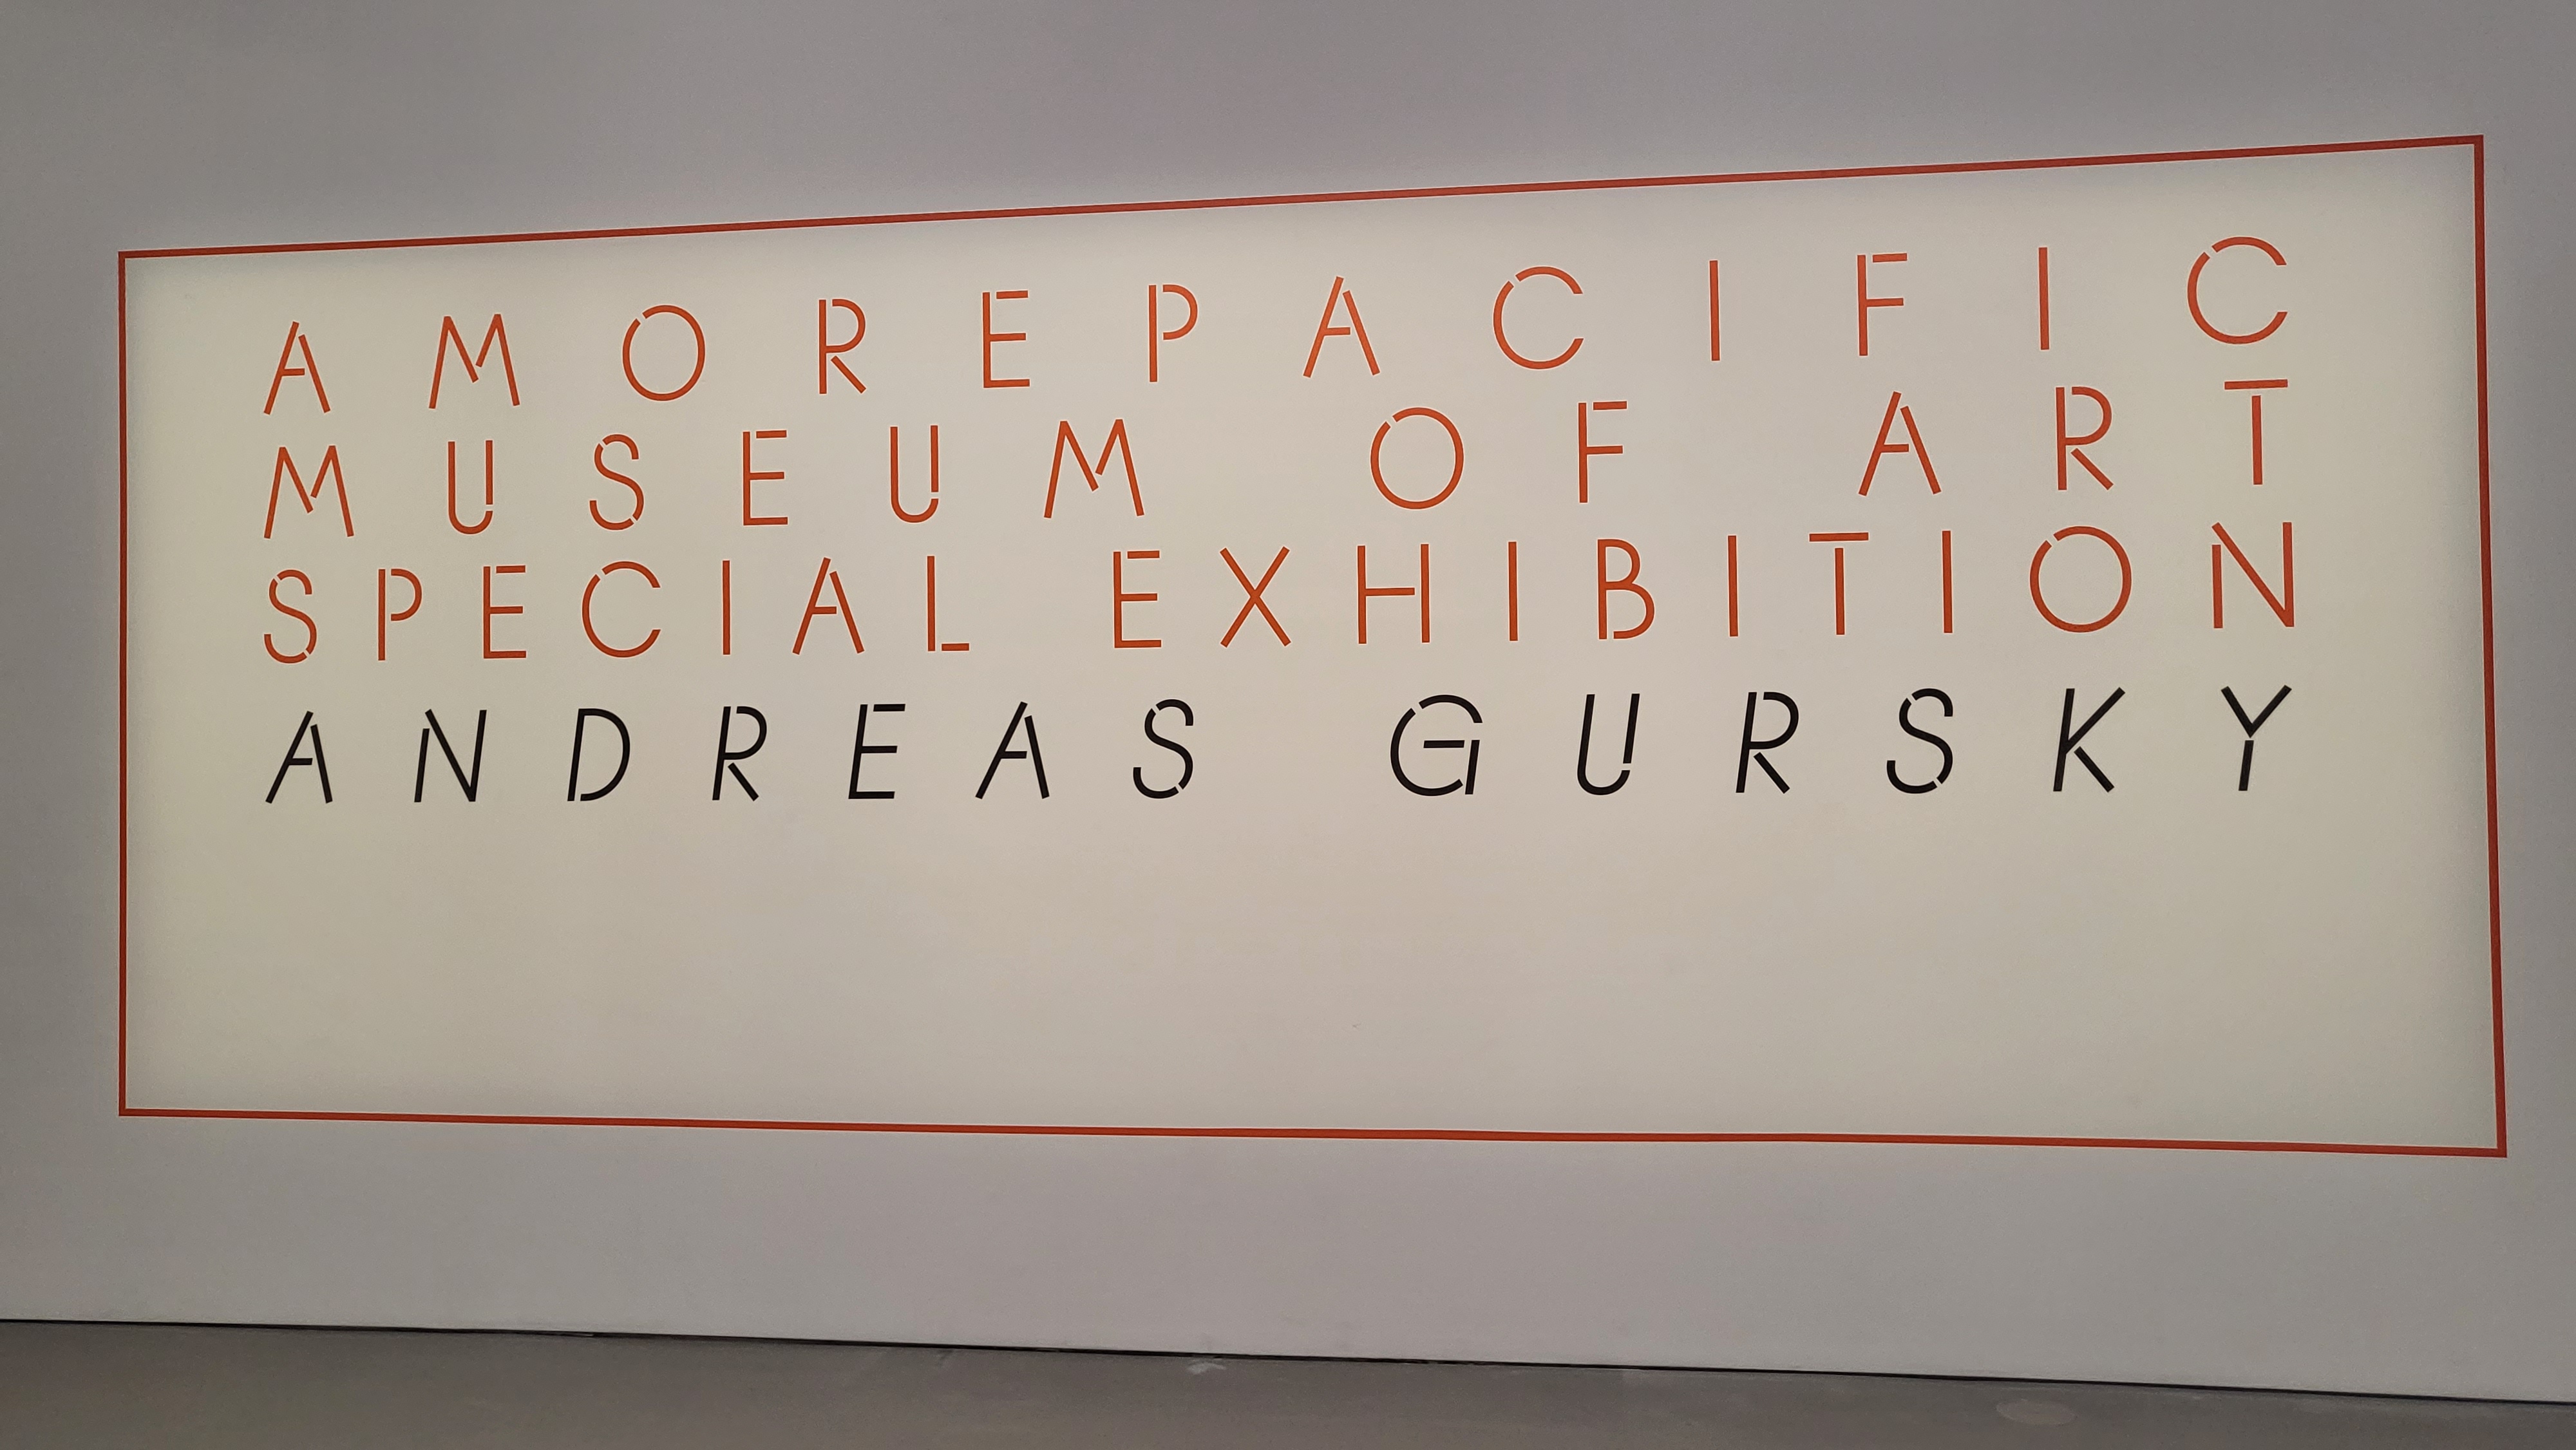 AMOREPACIFIC
MUSEUM OF ART
SPECIAL EXHIBITION
ANDREAS GURSKY